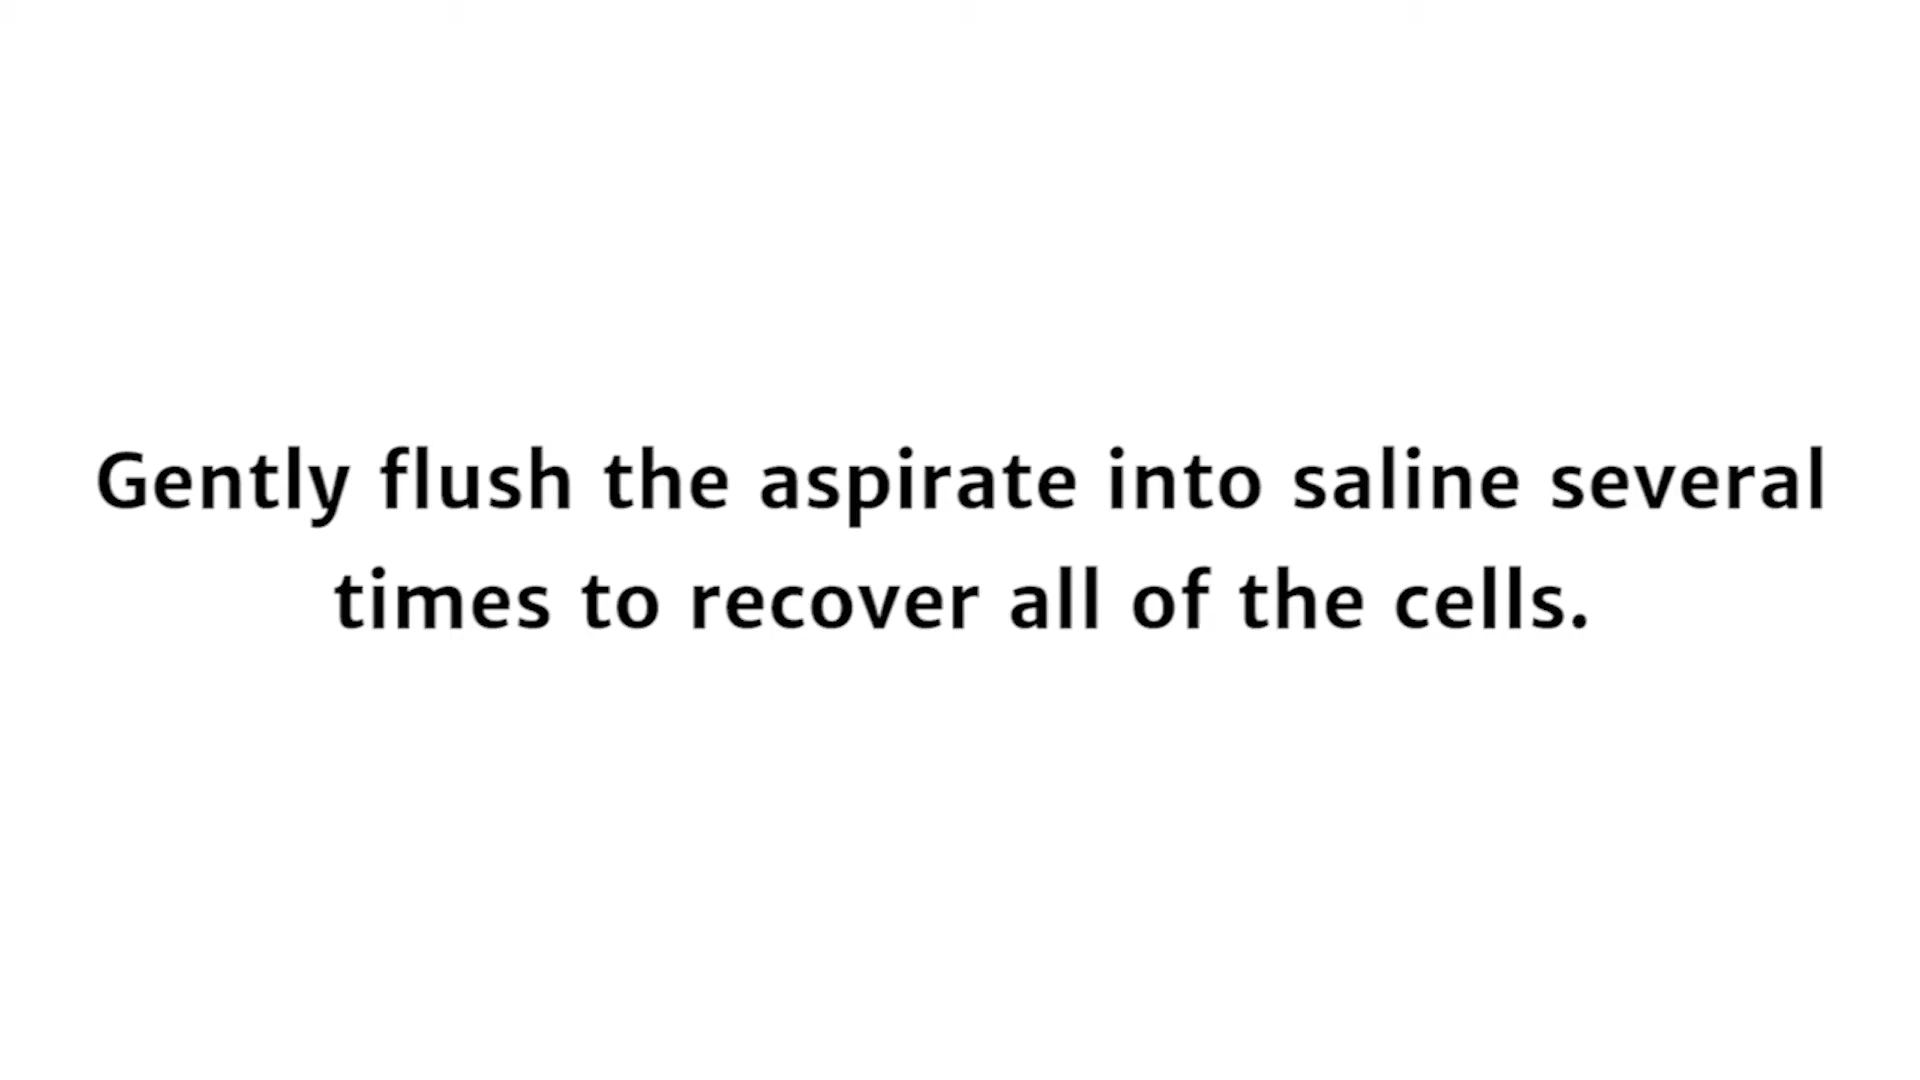 Gently flush the aspirate into saline several
times to recover all of the cells.